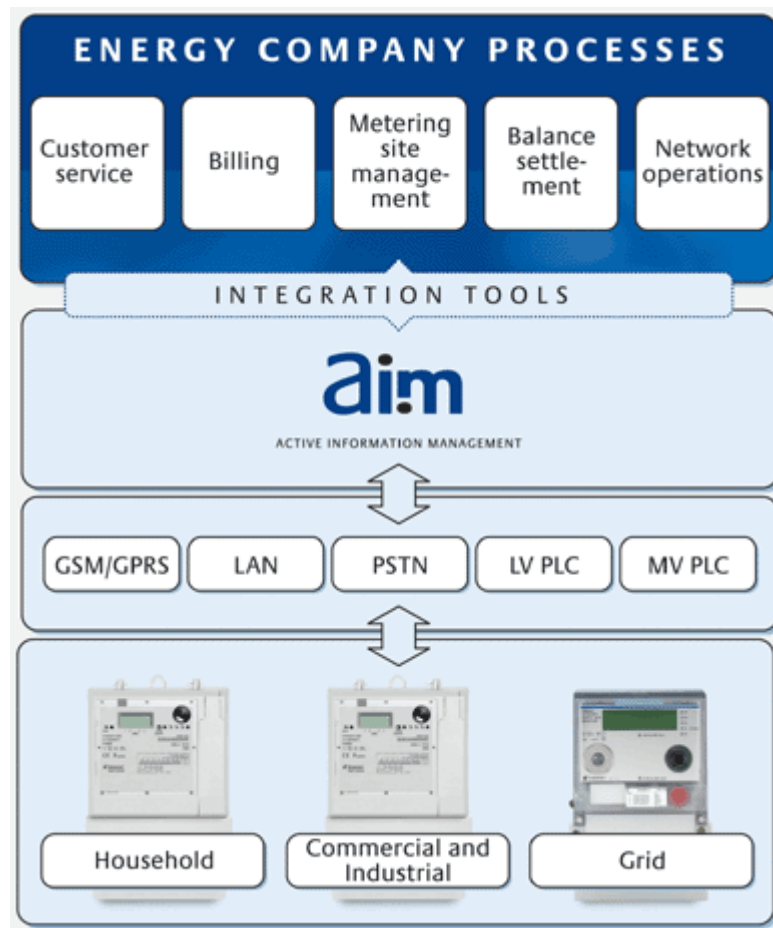 ENERGY COMPANY PROCESSES
Customer
service
Billing
Metering
site
manage-
ment
Balance
settle-
ment
Network
operations
INTEGRATION TOOLS
aim
ACTIVE INFORMATION MANAGEMENT
GSM/GPRS
LAN
PSTN
LV PLC
MV PLC
Household
Commercial and
Industrial
Grid